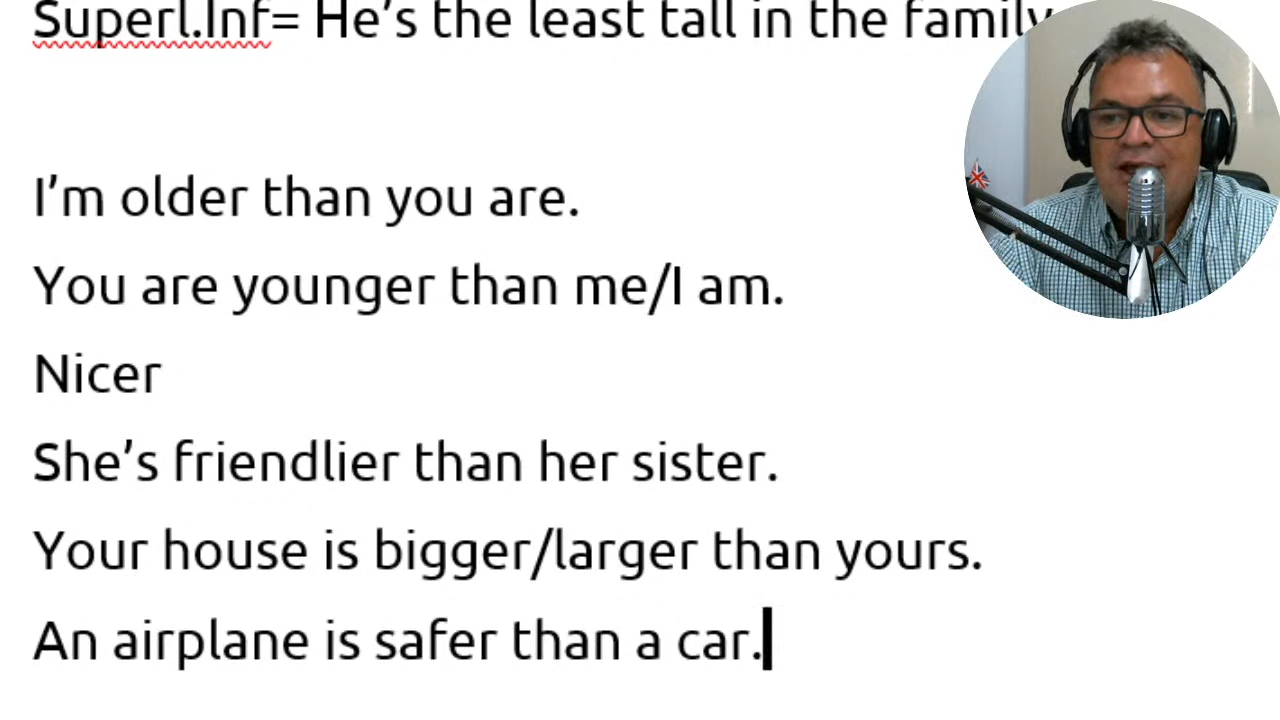 Superl.Inf= He’s the least tall in the family
I’m older than you are.
You are younger than me/I am.
Nicer
She’s friendlier than her sister.
Your house is bigger/larger than yours.
An airplane is safer than a car.